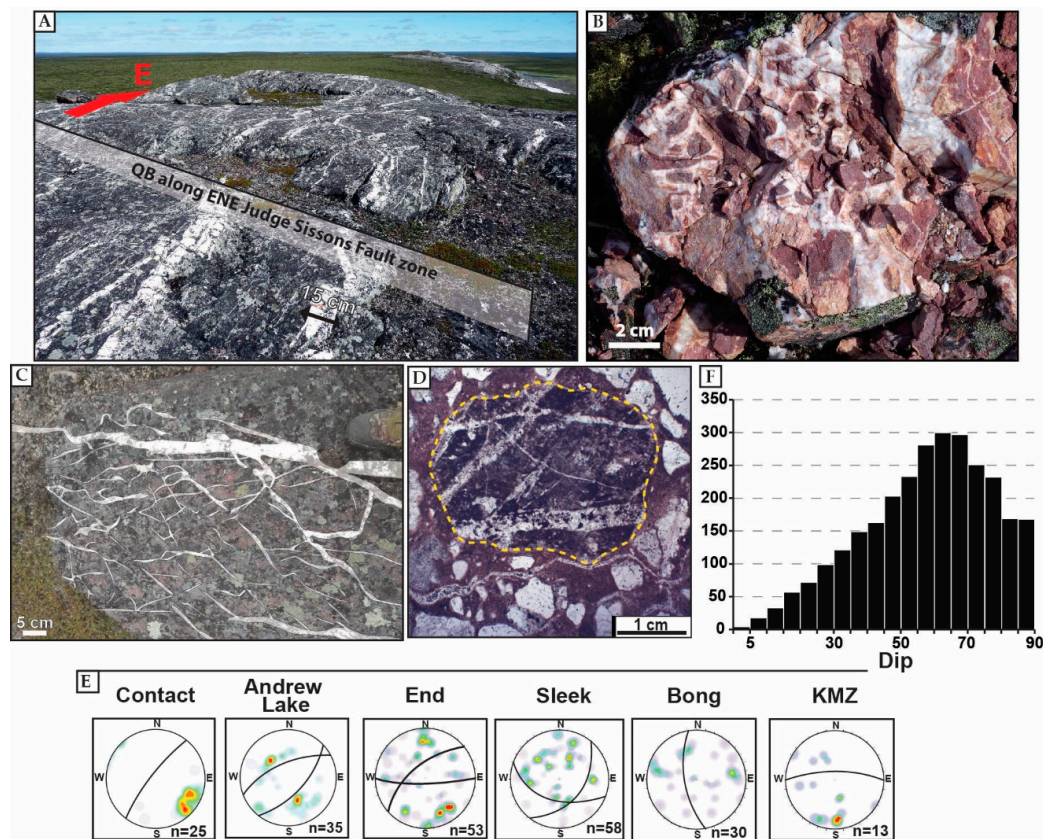 A
E
QB along ENE Judge Sissons Fault zone
15 cm
B
2 cm
C
5 cm
D
1 cm
F
350
300
250
200
150
100
50
0
5 30 50 70 90
Dip
E
Contact
N
W E
S
n=25
Andrew
Lake
N
W E
S
n=35
End
N
W E
S
n=53
Sleek
N
W E
S
n=58
Bong
N
W E
S
n=30
KMZ
N
W E
S
n=13